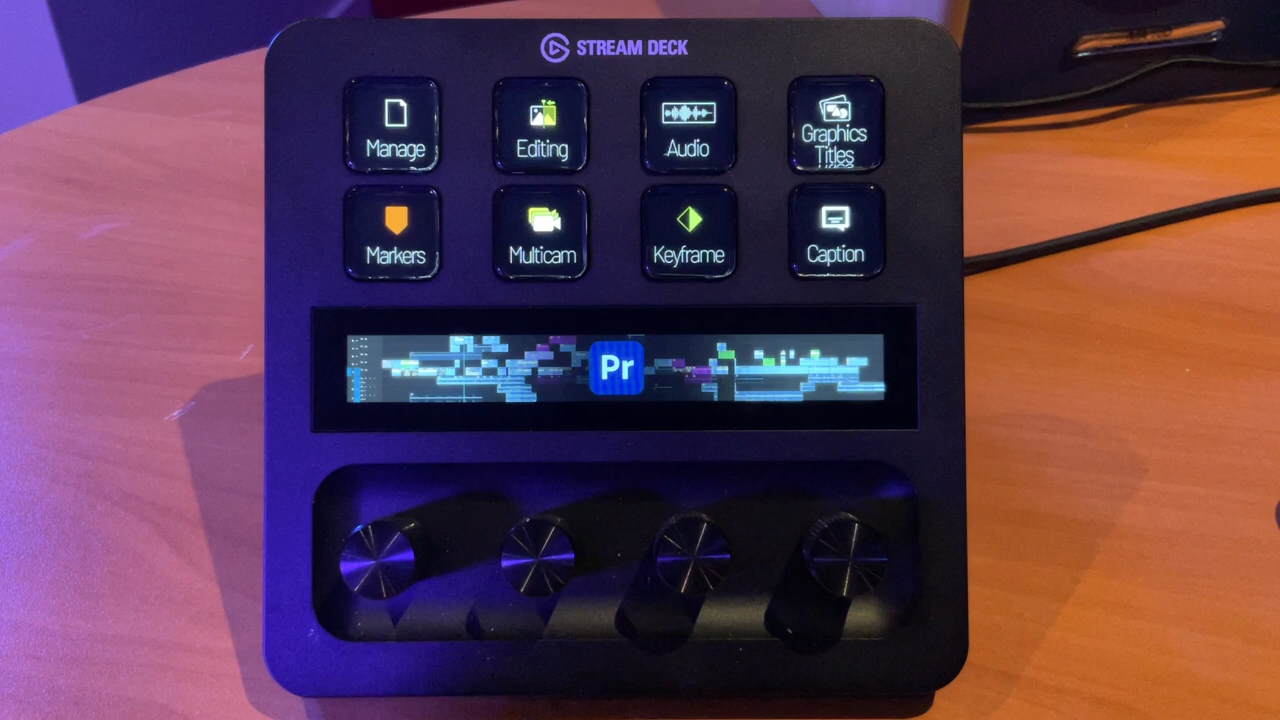 STREAM DECK
Manage
Editing
Audio
Graphics
Titles
Markers
Multicam
Keyframe
Caption
Pr